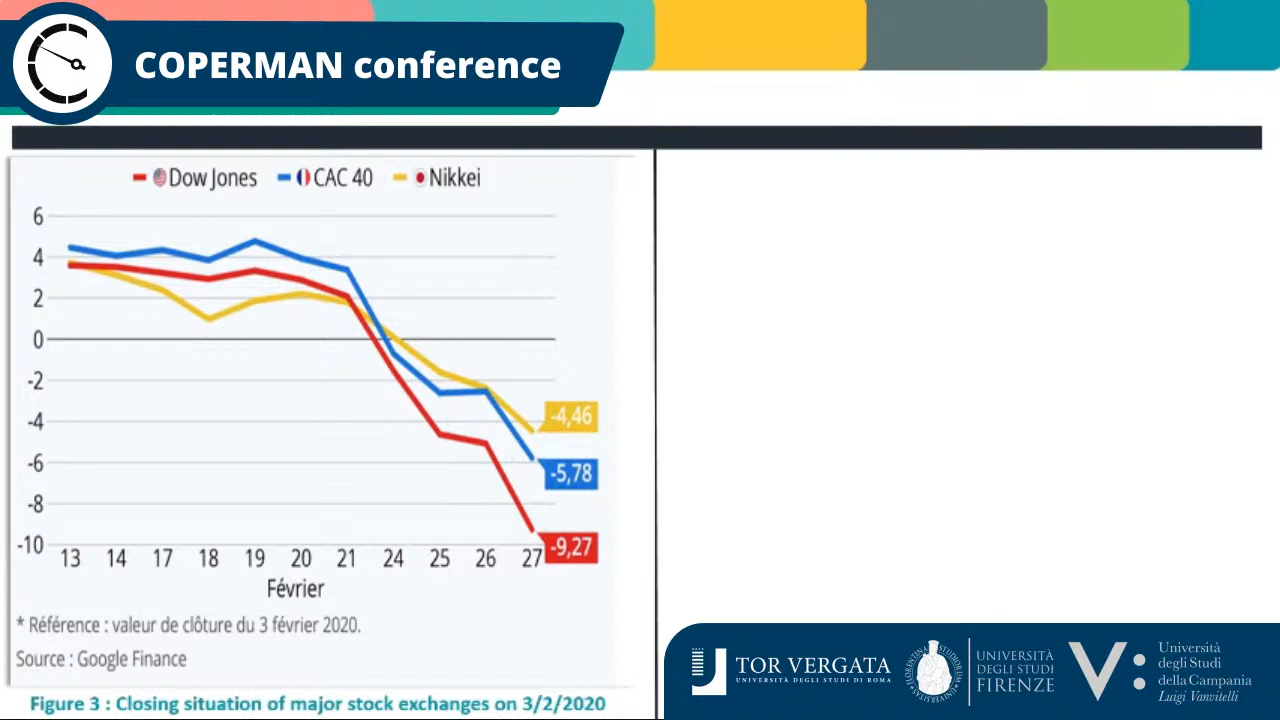 COPERMAN conference
Dow Jones CAC 40 Nikkei
6
4
2
0
-2
-4
-6
-8
-10
-4,46
-5,78
-9,27
13 14 17 18 19 20 21 24 25 26 27
Février
* Référence : valeur de clôture du 3 février 2020.
Source : Google Finance
Figure 3 : Closing situation of major stock exchanges on 3/2/2020
TOR VERGATA
UNIVERSITÀ DEGLI STUDI DI ROMA
UNIVERSITÀ
DEGLI STUDI
FIRENZE
Università
degli Studi
della Campania
Luigi Vanvitelli